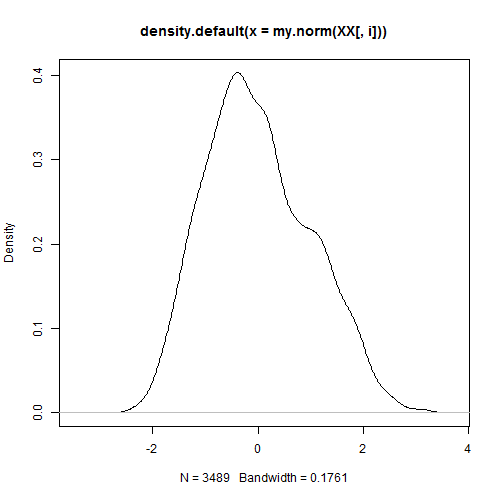 density.default(x = my.norm(XX[, i]))
Density
0.4
0.3
0.2
0.1
0.0
-2 0 2 4
N = 3489 Bandwidth = 0.1761